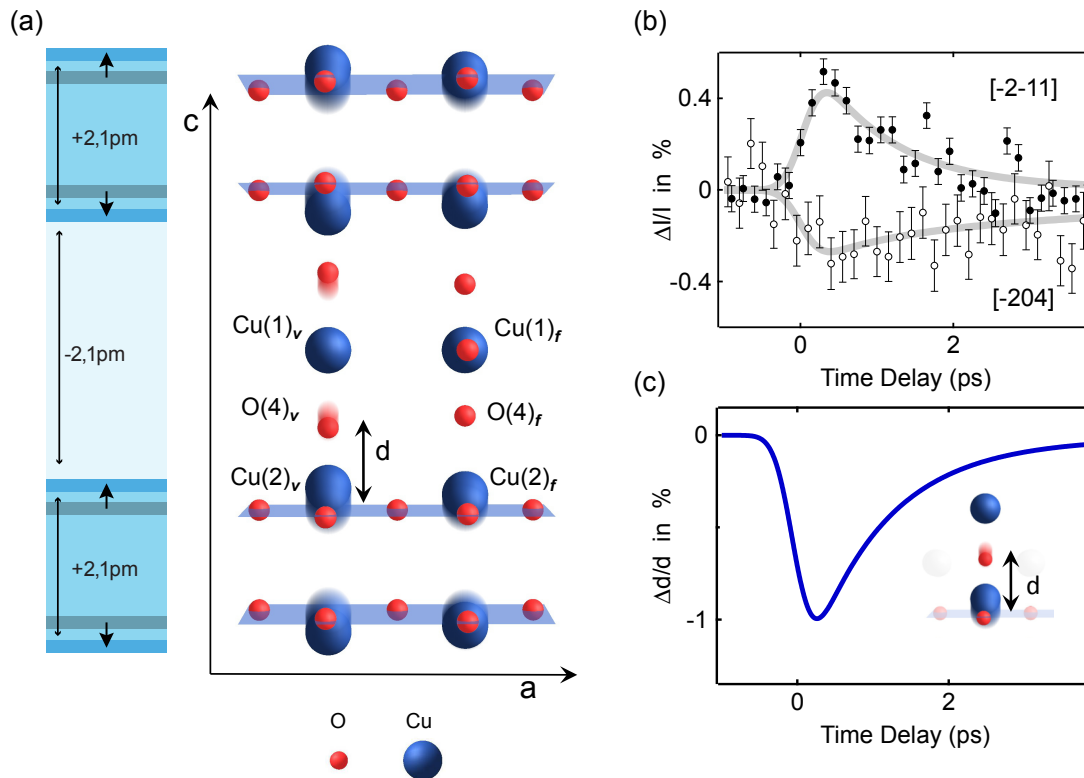 (a)
+2,1pm
-2,1pm
+2,1pm
c
Cu(1)v
Cu(1)f
O(4)v
O(4)f
d
Cu(2)v
Cu(2)f
a
O
Cu
(b)
[-2-11]
0.4
0
-0.4
ΔI/I in %
[-204]
0
2
Time Delay (ps)
(c)
0
-1
Δd/d in %
d
0
2
Time Delay (ps)